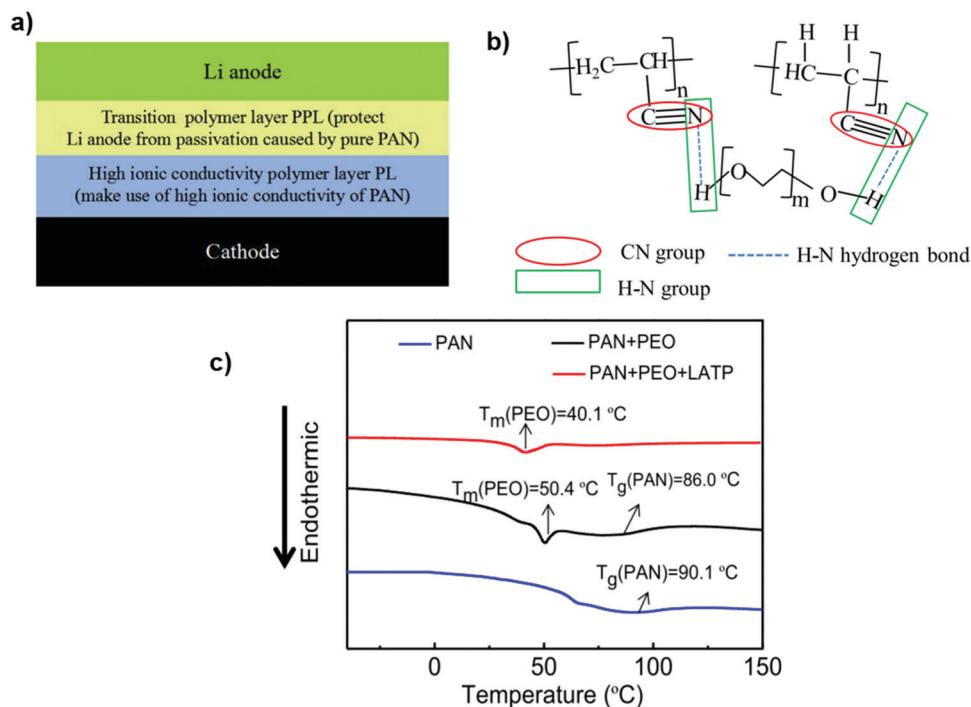 a)
Li anode
Transition polymer layer PPL (protect
Li anode from passivation caused by pure PAN)
High ionic conductivity polymer layer PL
(make use of high ionic conductivity of PAN)
Cathode
b)
H₂C
CH
n
C
N
H
O
m
O
H
H
H
HC
C
n
C
N
CN group
H-N hydrogen bond
H-N group
c)
PAN
PAN+PEO
PAN+PEO+LATP
Tm(PEO)=40.1 °C
Tm(PEO)=50.4 °C
Tg(PAN)=86.0 °C
Tg(PAN)=90.1 °C
Endothermic
0 50 100 150
Temperature (°C)